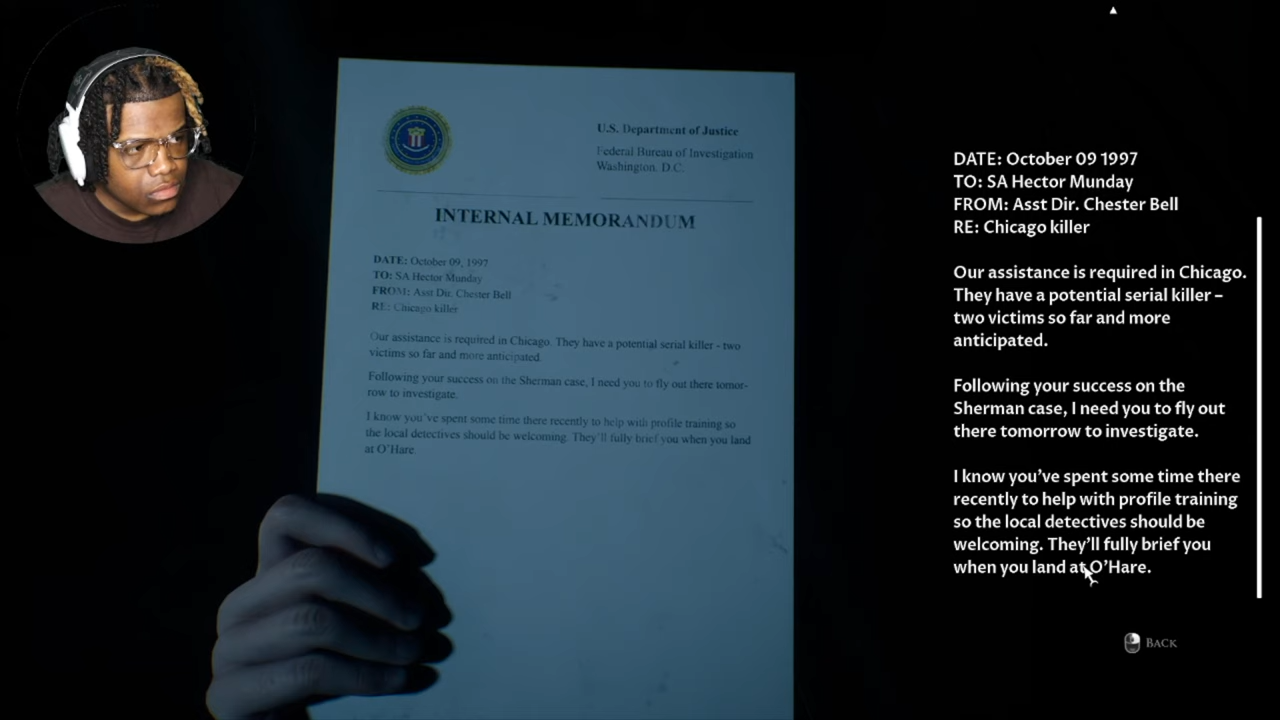 U.S. Department of Justice
Federal Bureau of Investigation
Washington, D.C.
INTERNAL MEMORANDUM
DATE: October 09, 1997
TO: SA Hector Munday
FROM: Asst Dir. Chester Bell
RE: Chicago killer
Our assistance is required in Chicago. They have a potential serial killer - two
victims so far and more anticipated.
Following your success on the Sherman case, I need you to fly out there tomor-
row to investigate.
I know you've spent some time there recently to help with profile training so
the local detectives should be welcoming. They'll fully brief you when you land
at O'Hare.
DATE: October 09 1997
TO: SA Hector Munday
FROM: Asst Dir. Chester Bell
RE: Chicago killer
Our assistance is required in Chicago.
They have a potential serial killer –
two victims so far and more
anticipated.
Following your success on the
Sherman case, I need you to fly out
there tomorrow to investigate.
I know you've spent some time there
recently to help with profile training
so the local detectives should be
welcoming. They'll fully brief you
when you land at O'Hare.
BACK